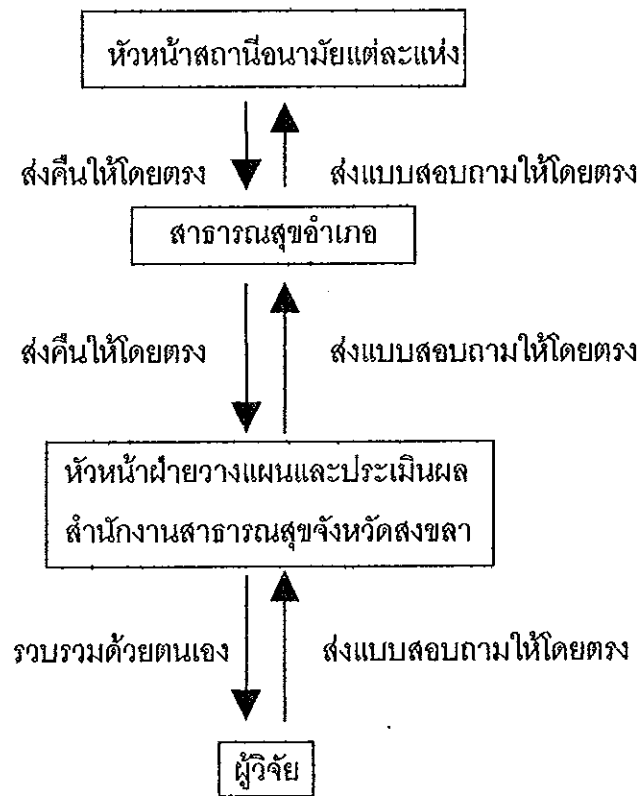 หัวหน้าสถานีอนามัยแต่ละแห่ง
ส่งคืนให้โดยตรง
ส่งแบบสอบถามให้โดยตรง
สาธารณสุขอำเภอ
ส่งคืนให้โดยตรง
ส่งแบบสอบถามให้โดยตรง
หัวหน้าฝ่ายวางแผนและประเมินผล
สำนักงานสาธารณสุขจังหวัดสงขลา
รวบรวมด้วยตนเอง
ส่งแบบสอบถามให้โดยตรง
ผู้วิจัย